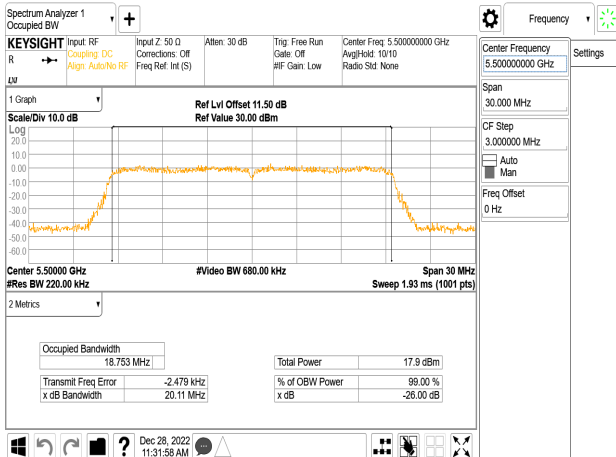 Spectrum Analyzer 1
Occupied BW
Frequency
KEYSIGHT
R
LXI
Input: RF
Coupling: DC
Align: Auto/No RF
Input Z: 50 Ω
Corrections: Off
Freq Ref: Int (S)
Atten: 30 dB
Trig: Free Run
Gate: Off
#IF Gain: Low
Center Freq: 5.500000000 GHz
Avg|Hold: 10/10
Radio Std: None
Center Frequency
5.500000000 GHz
Settings
Span
30.000 MHz
CF Step
3.000000 MHz
Auto
Man
Freq Offset
0 Hz
1 Graph
Scale/Div 10.0 dB
Ref Lvl Offset 11.50 dB
Ref Value 30.00 dBm
Log
20.0
10.0
0.00
-10.0
-20.0
-30.0
-40.0
-50.0
-60.0
Center 5.50000 GHz
#Video BW 680.00 kHz
Span 30 MHz
#Res BW 220.00 kHz
Sweep 1.93 ms (1001 pts)
2 Metrics
Occupied Bandwidth
18.753 MHz
Total Power 17.9 dBm
Transmit Freq Error -2.479 kHz
% of OBW Power 99.00 %
x dB Bandwidth 20.11 MHz
x dB -26.00 dB
?
Dec 28, 2022
11:31:58 AM